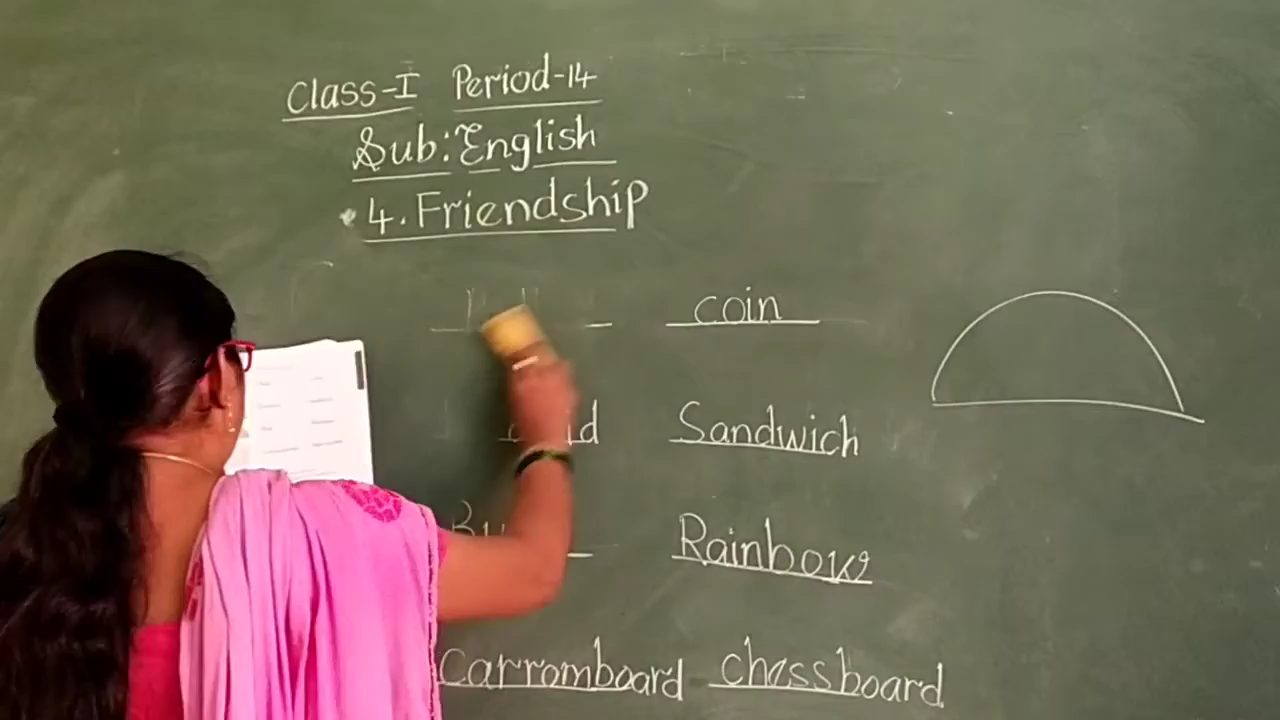 Class-I Period-14
Sub: English
4. Friendship
coin
Sandwich
Rainbow
carromboard chessboard